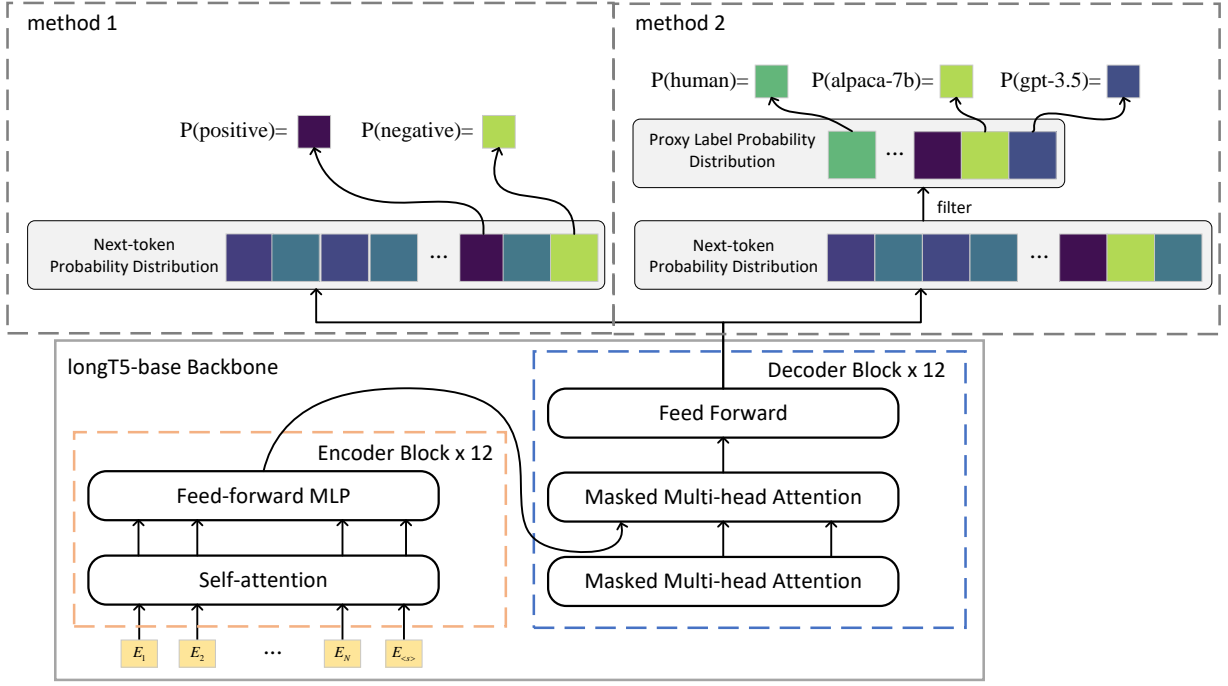 method 1
P(positive)=
P(negative)=
Next-token
Probability Distribution
...
method 2
P(human)=
P(alpaca-7b)=
P(gpt-3.5)=
Proxy Label Probability
Distribution
...
filter
Next-token
Probability Distribution
...
longT5-base Backbone
Decoder Block x 12
Feed Forward
Masked Multi-head Attention
Masked Multi-head Attention
Encoder Block x 12
Feed-forward MLP
Self-attention
E1 E2 ... EN E<s>